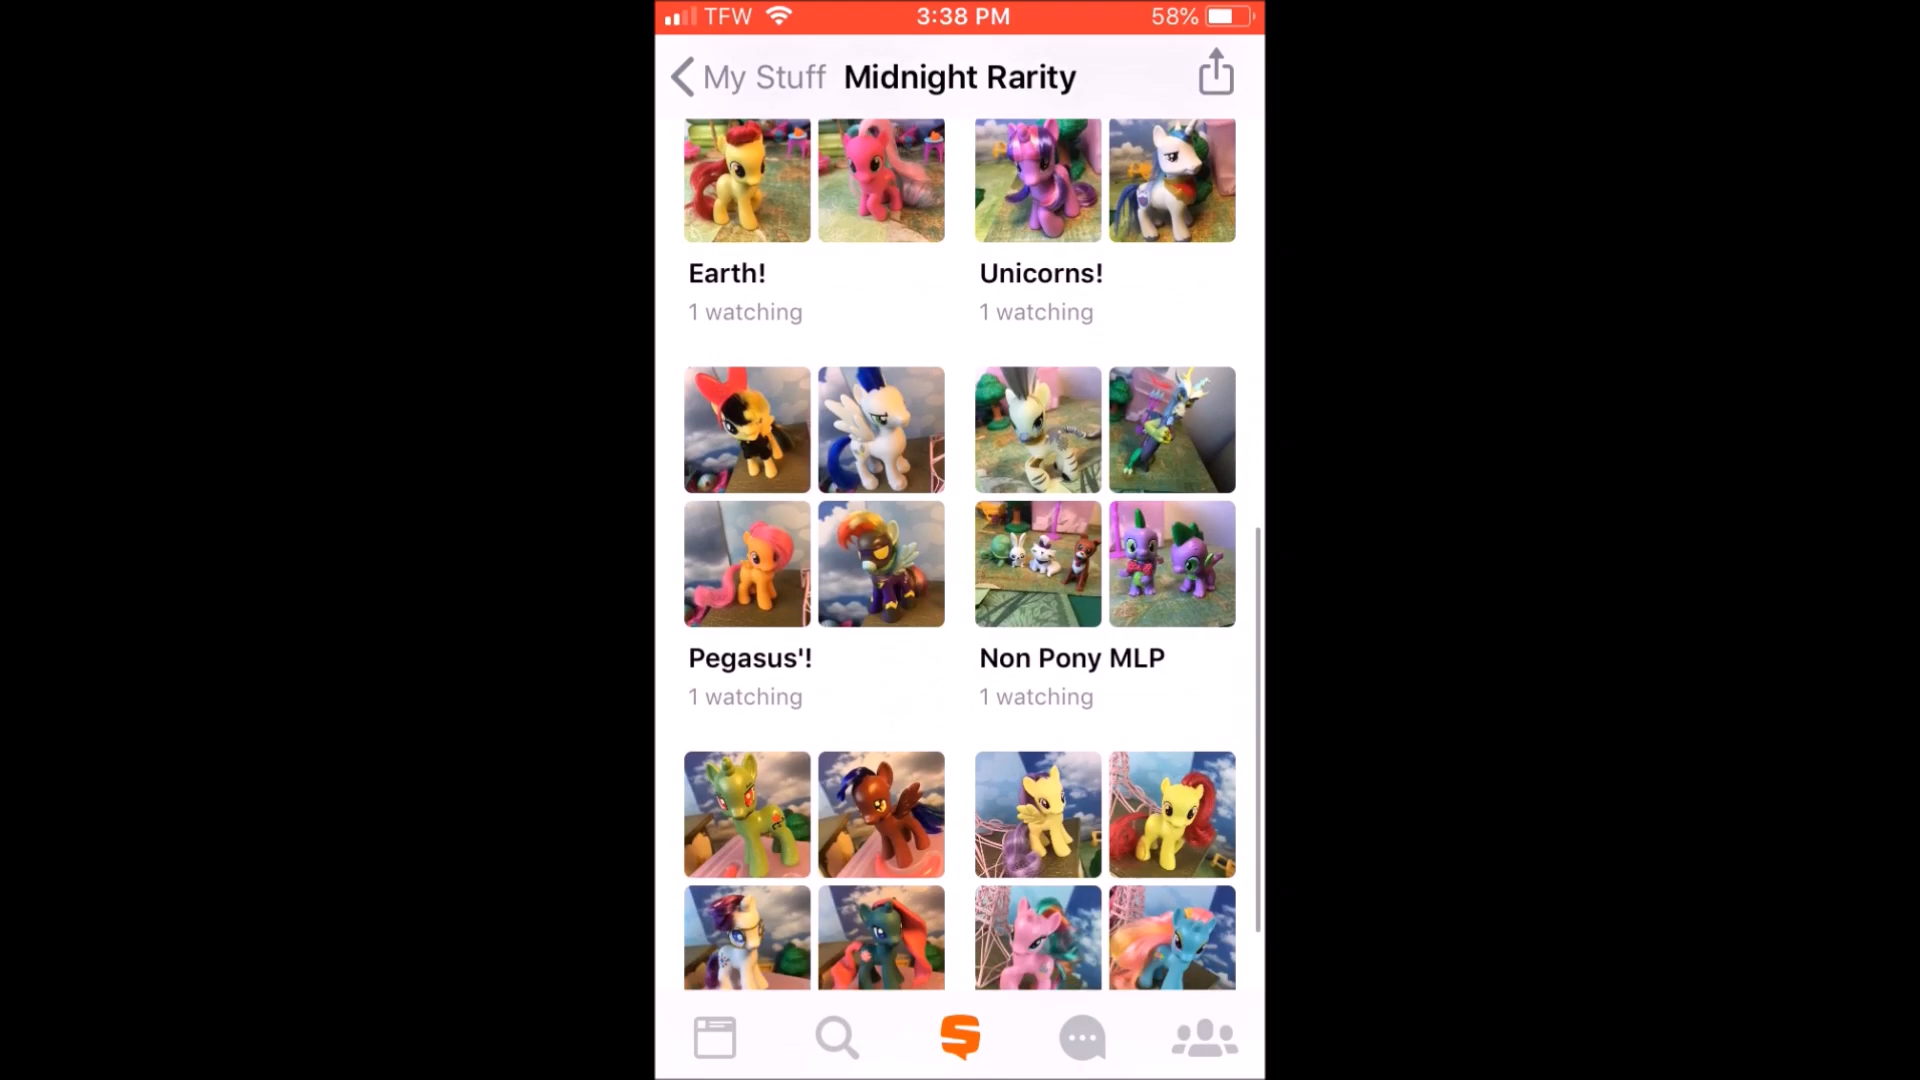 TFW 3:38 PM 58%
My Stuff Midnight Rarity
Earth! Unicorns!
1 watching 1 watching
Pegasus'! Non Pony MLP
1 watching 1 watching